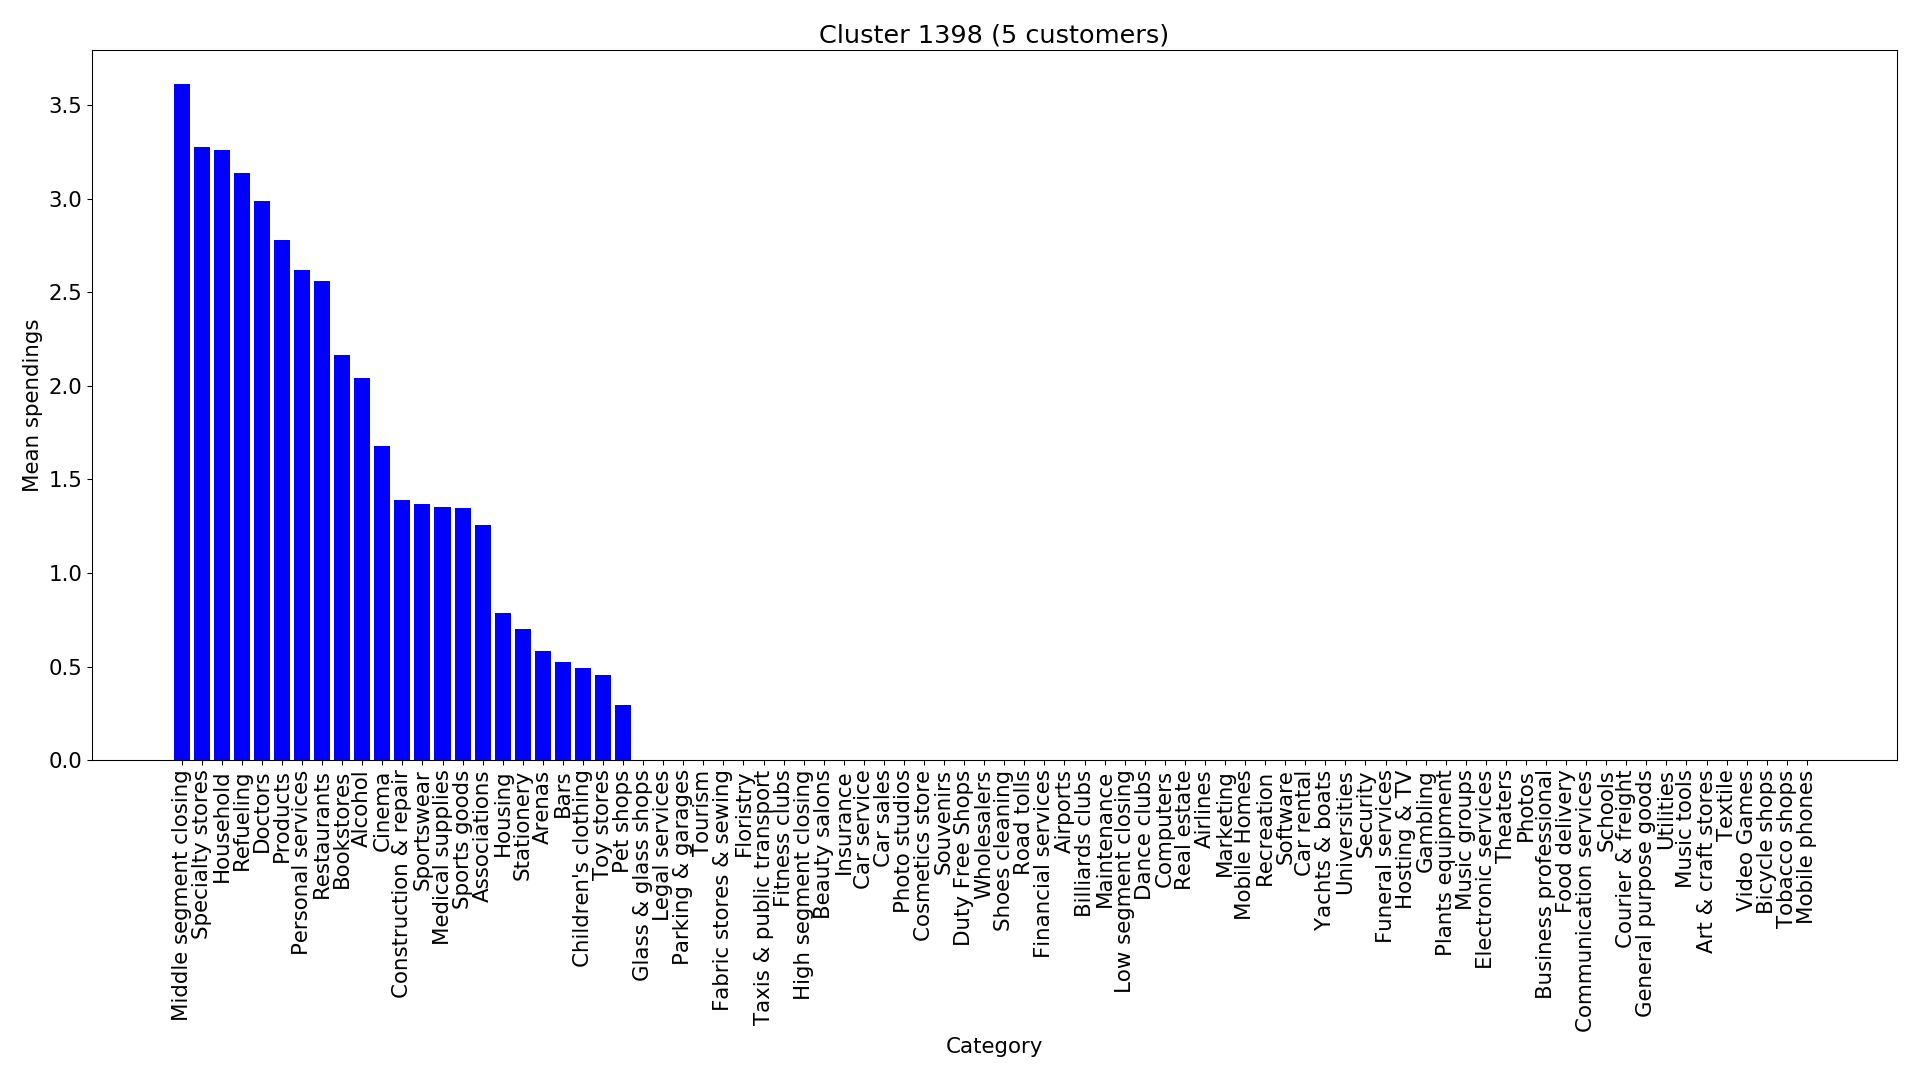 Cluster 1398 (5 customers)
Mean spendings
3.5
3.0
2.5
2.0
1.5
1.0
0.5
0.0
Middle segment closing
Specialty stores
Household
Refueling
Doctors
Products
Personal services
Restaurants
Bookstores
Alcohol
Cinema
Construction & repair
Sportswear
Medical supplies
Sports goods
Associations
Housing
Stationery
Arenas
Bars
Children's clothing
Toy stores
Pet shops
Glass & glass shops
Legal services
Parking & garages
Tourism
Fabric stores & sewing
Floristry
Taxis & public transport
Fitness clubs
High segment closing
Beauty salons
Insurance
Car service
Car sales
Photo studios
Cosmetics store
Souvenirs
Duty Free Shops
Wholesalers
Shoes cleaning
Road tolls
Financial services
Airports
Billiards clubs
Maintenance
Low segment closing
Dance clubs
Computers
Real estate
Airlines
Marketing
Mobile Homes
Recreation
Software
Car rental
Yachts & boats
Universities
Security
Funeral services
Hosting & TV
Gambling
Plants equipment
Music groups
Electronic services
Theaters
Photos
Business professional
Food delivery
Communication services
Schools
Courier & freight
General purpose goods
Utilities
Music tools
Art & craft stores
Textile
Video Games
Bicycle shops
Tobacco shops
Mobile phones
Category